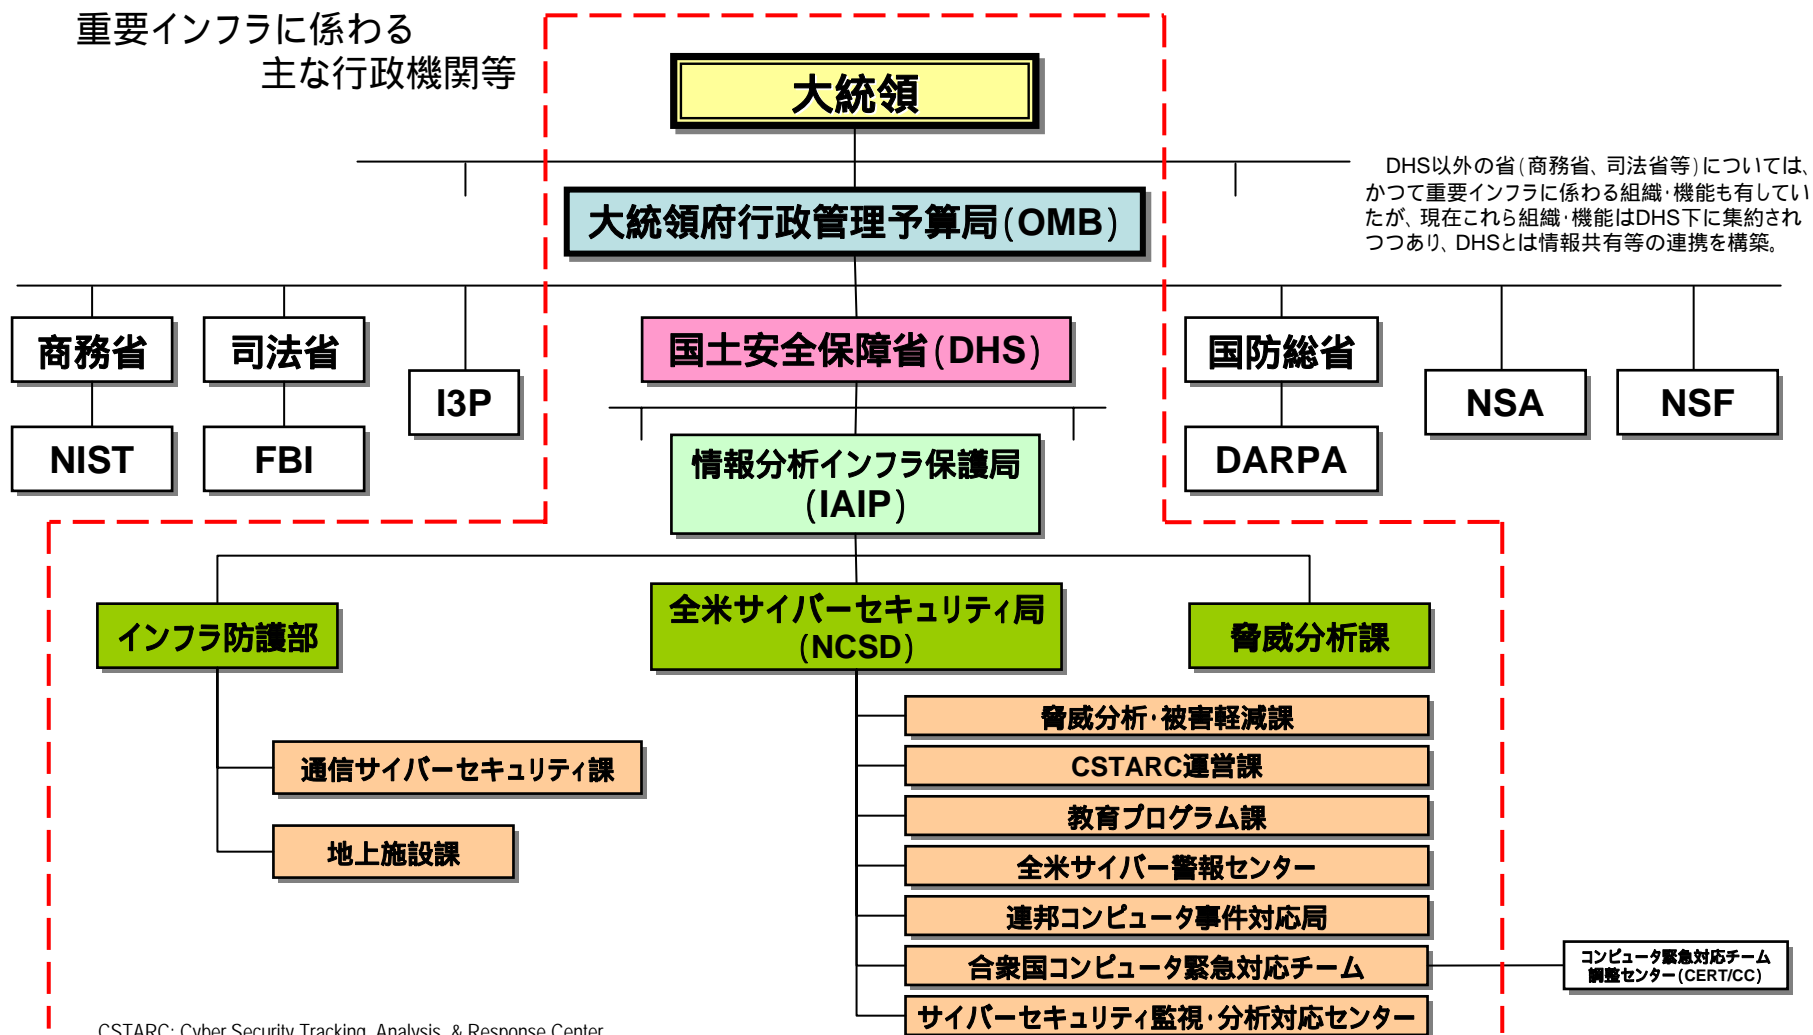 重要インフラに係わる
主な行政機関等
大統領
DHS以外の省(商務省、司法省等)については、
かつて重要インフラに係わる組織・機能も有してい
たが、現在これら組織・機能はDHS下に集約され
つつあり、DHSとは情報共有等の連携を構築。
大統領府行政管理予算局(OMB)
商務省
司法省
I3P
国土安全保障省(DHS)
国防総省
NSA
NSF
NIST
FBI
DARPA
情報分析インフラ保護局
(IAIP)
インフラ防護部
全米サイバーセキュリティ局
(NCSD)
脅威分析課
通信サイバーセキュリティ課
地上施設課
脅威分析・被害軽減課
CSTARC運営課
教育プログラム課
全米サイバー警報センター
連邦コンピュータ事件対応局
合衆国コンピュータ緊急対応チーム
コンピュータ緊急対応チーム
調整センター(CERT/CC)
サイバーセキュリティ監視・分析対応センター
CSTARC: Cyber Security Tracking, Analysis, & Response Center